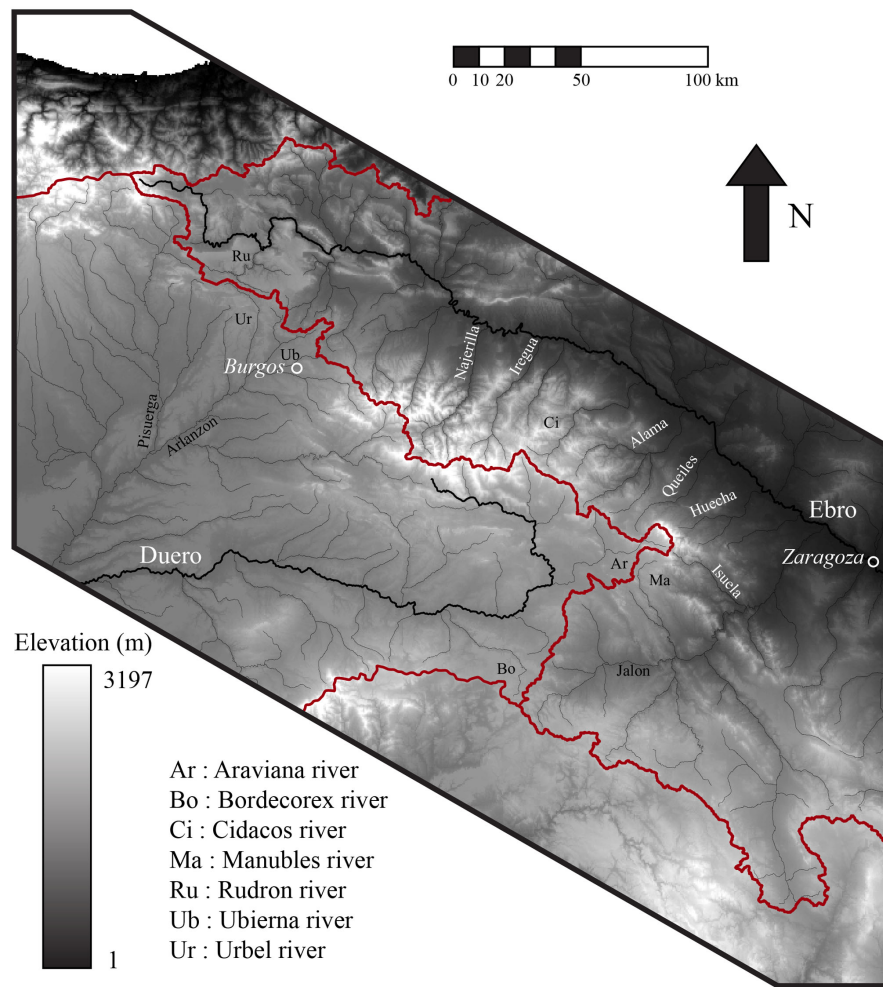 0 10 20 50 100 km
N
Ru
Ur
Najerilla
Iregua
Ub
Burgos
Pisuerga
Arlanzon
Ci
Alama
Queiles
Huecha
Ebro
Zaragoza
Duero
Ar
Ma
Isuela
Bo
Jalon
Elevation (m)
3197
1
Ar : Araviana river
Bo : Bordecorex river
Ci : Cidacos river
Ma : Manubles river
Ru : Rudron river
Ub : Ubierna river
Ur : Urbel river